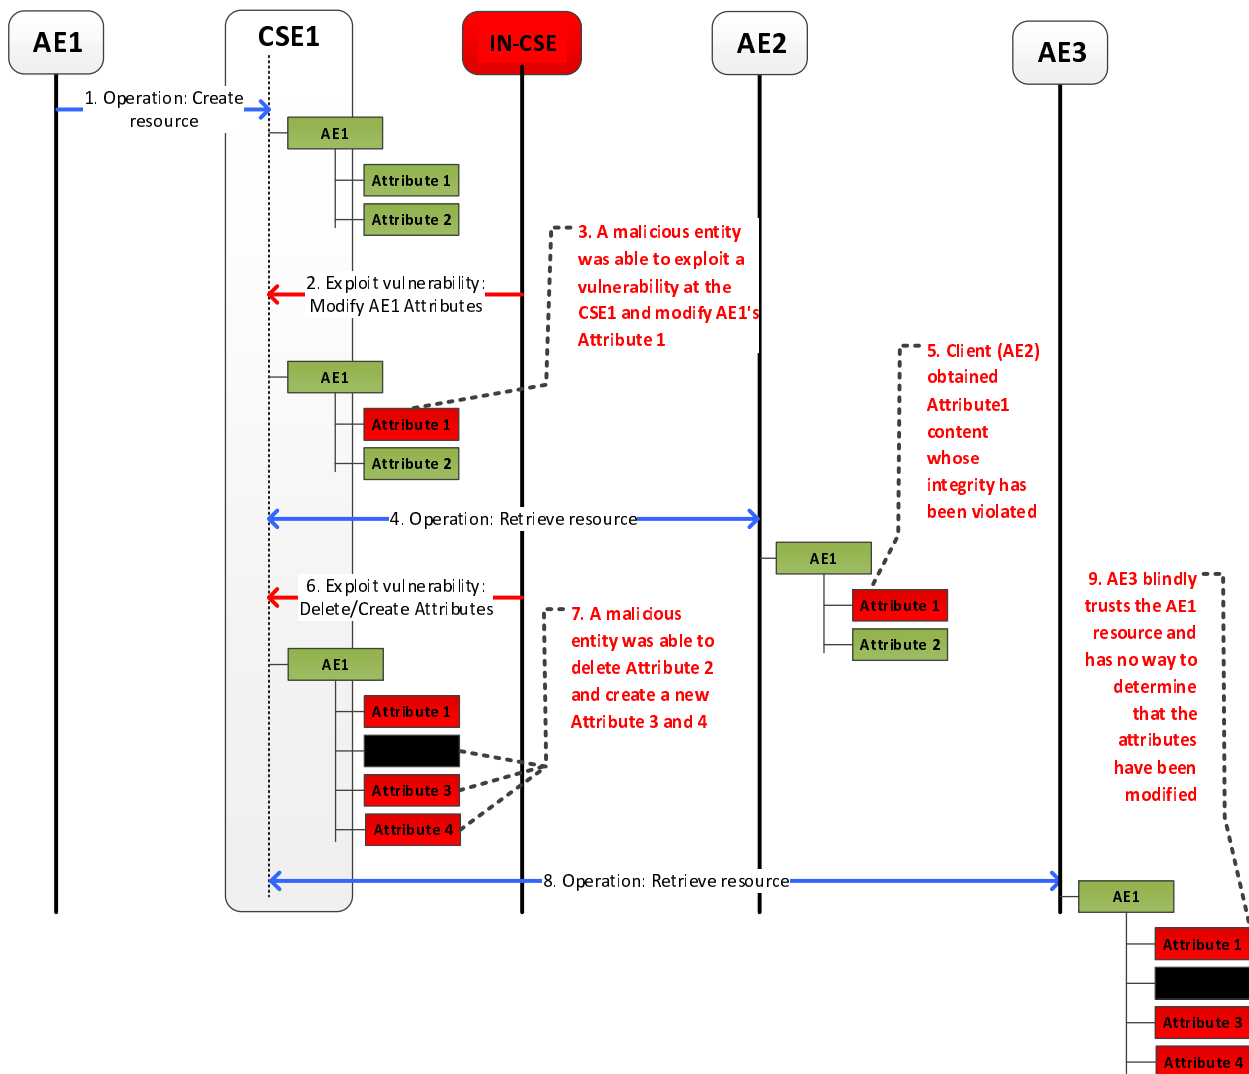 AE1
CSE1
IN-CSE
AE2
AE3
1. Operation: Create
resource
AE1
Attribute 1
Attribute 2
2. Exploit vulnerability:
Modify AE1 Attributes
3. A malicious entity
was able to exploit a
vulnerability at the
CSE1 and modify AE1's
Attribute 1
AE1
Attribute 1
Attribute 2
4. Operation: Retrieve resource
5. Client (AE2)
obtained
Attribute1
content
whose
integrity has
been violated
AE1
Attribute 1
Attribute 2
6. Exploit vulnerability:
Delete/Create Attributes
7. A malicious
entity was able to
delete Attribute 2
and create a new
Attribute 3 and 4
AE1
Attribute 1
Attribute 3
Attribute 4
8. Operation: Retrieve resource
9. AE3 blindly
trusts the AE1
resource and
has no way to
determine
that the
attributes
have been
modified
AE1
Attribute 1
Attribute 3
Attribute 4